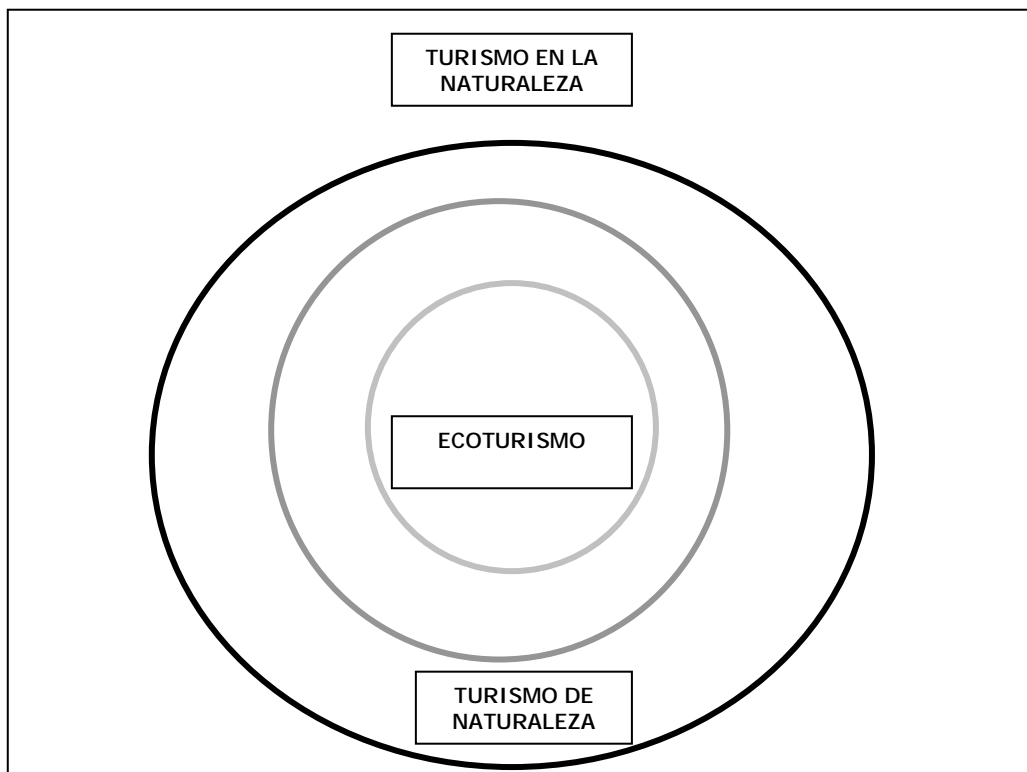 TURISMO EN LA
NATURALEZA
ECOTURISMO
TURISMO DE
NATURALEZA